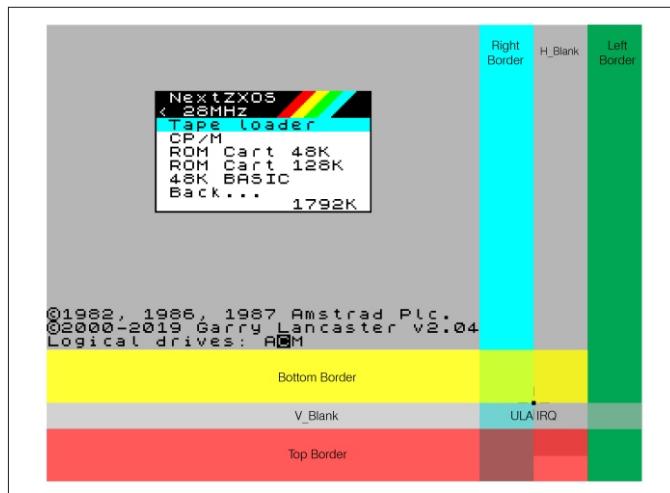 Right
Border
H_Blank
Left
Border
NextZXOS
< 28MHz
Tape loader
CP/M
ROM Cart 48K
ROM Cart 128K
48K BASIC
Back...
1792K
©1982, 1986, 1987 Amstrad Plc.
©2000-2019 Garry Lancaster v2.04
Logical drives: ACM
Bottom Border
V_Blank
ULA IRQ
Top Border